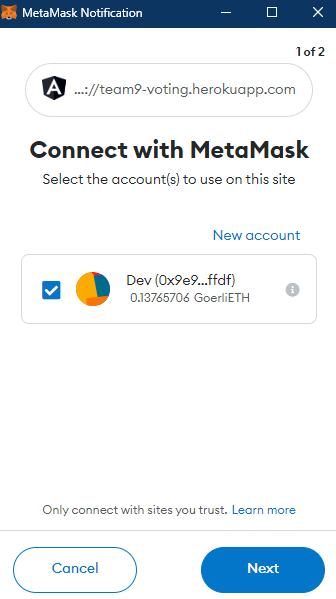 MetaMask Notification
1 of 2
...://team9-voting.herokuapp.com
Connect with MetaMask
Select the account(s) to use on this site
New account
Dev (0x9e9...ffdf)
0.13765706 GoerliETH
Only connect with sites you trust. Learn more
Cancel
Next